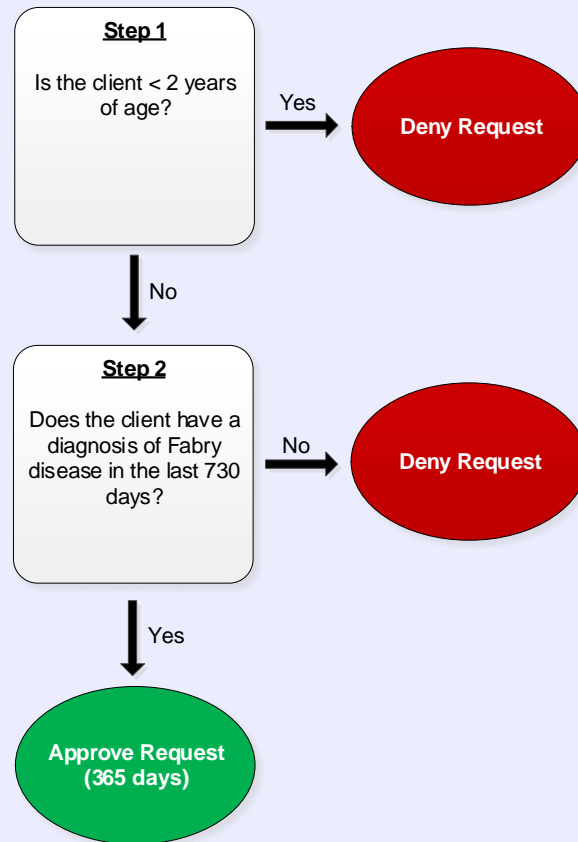 Step 1
Is the client < 2 years
of age?
Yes
Deny Request
No
Step 2
Does the client have a
diagnosis of Fabry
disease in the last 730
days?
No
Deny Request
Yes
Approve Request
(365 days)